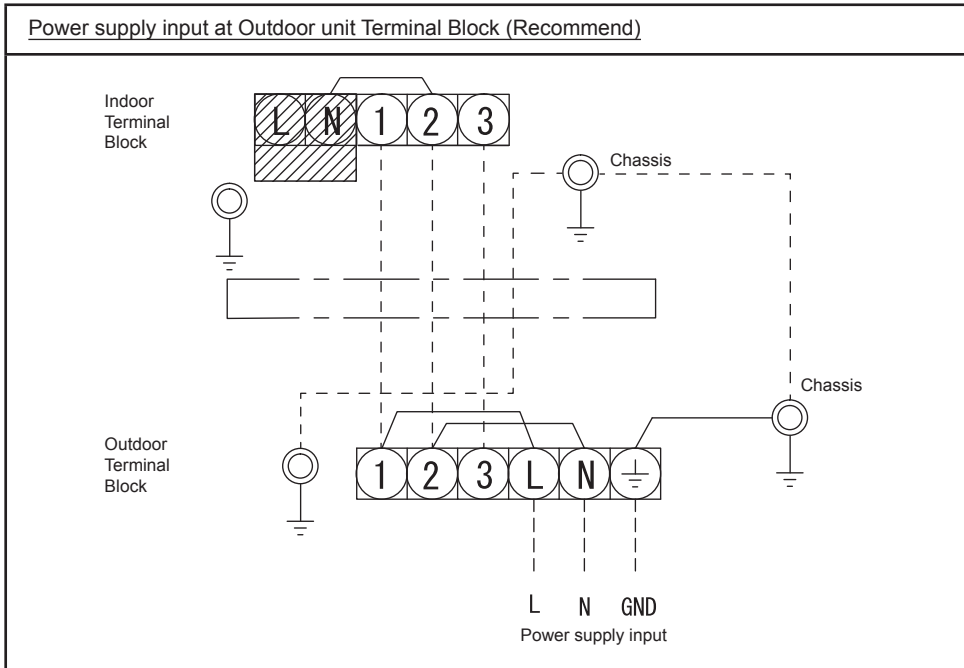 Power supply input at Outdoor unit Terminal Block (Recommend)
Indoor
Terminal
Block
L N 1 2 3
Chassis
Chassis
Outdoor
Terminal
Block
1 2 3 L N
L N GND
Power supply input